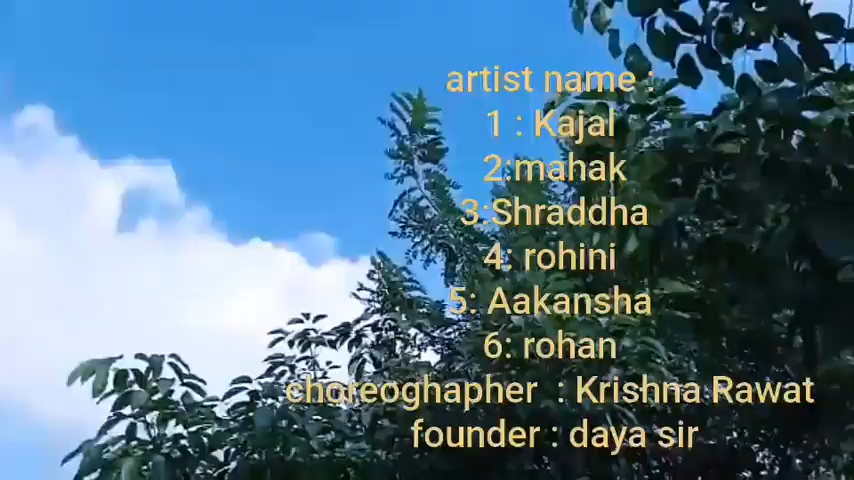 artist name :
1 : Kajal
2:mahak
3:Shraddha
4: rohini
5: Aakansha
6: rohan
choreoghapher  : Krishna Rawat
founder : daya sir